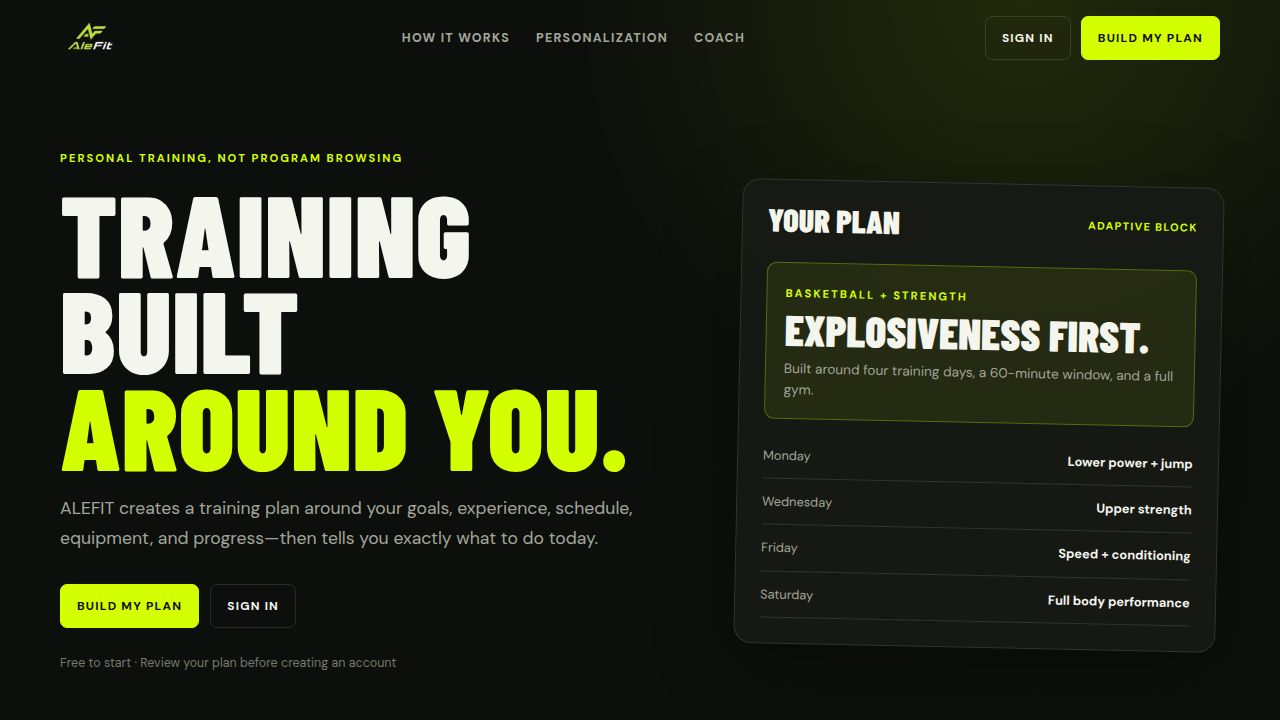 AF
AleFit
HOW IT WORKS
PERSONALIZATION
COACH
SIGN IN
BUILD MY PLAN
PERSONAL TRAINING, NOT PROGRAM BROWSING
TRAINING
BUILT
AROUND YOU.
ALEFIT creates a training plan around your goals, experience, schedule,
equipment, and progress—then tells you exactly what to do today.
BUILD MY PLAN
SIGN IN
Free to start · Review your plan before creating an account
YOUR PLAN
ADAPTIVE BLOCK
BASKETBALL + STRENGTH
EXPLOSIVENESS FIRST.
Built around four training days, a 60-minute window, and a full
gym.
Monday
Lower power + jump
Wednesday
Upper strength
Friday
Speed + conditioning
Saturday
Full body performance